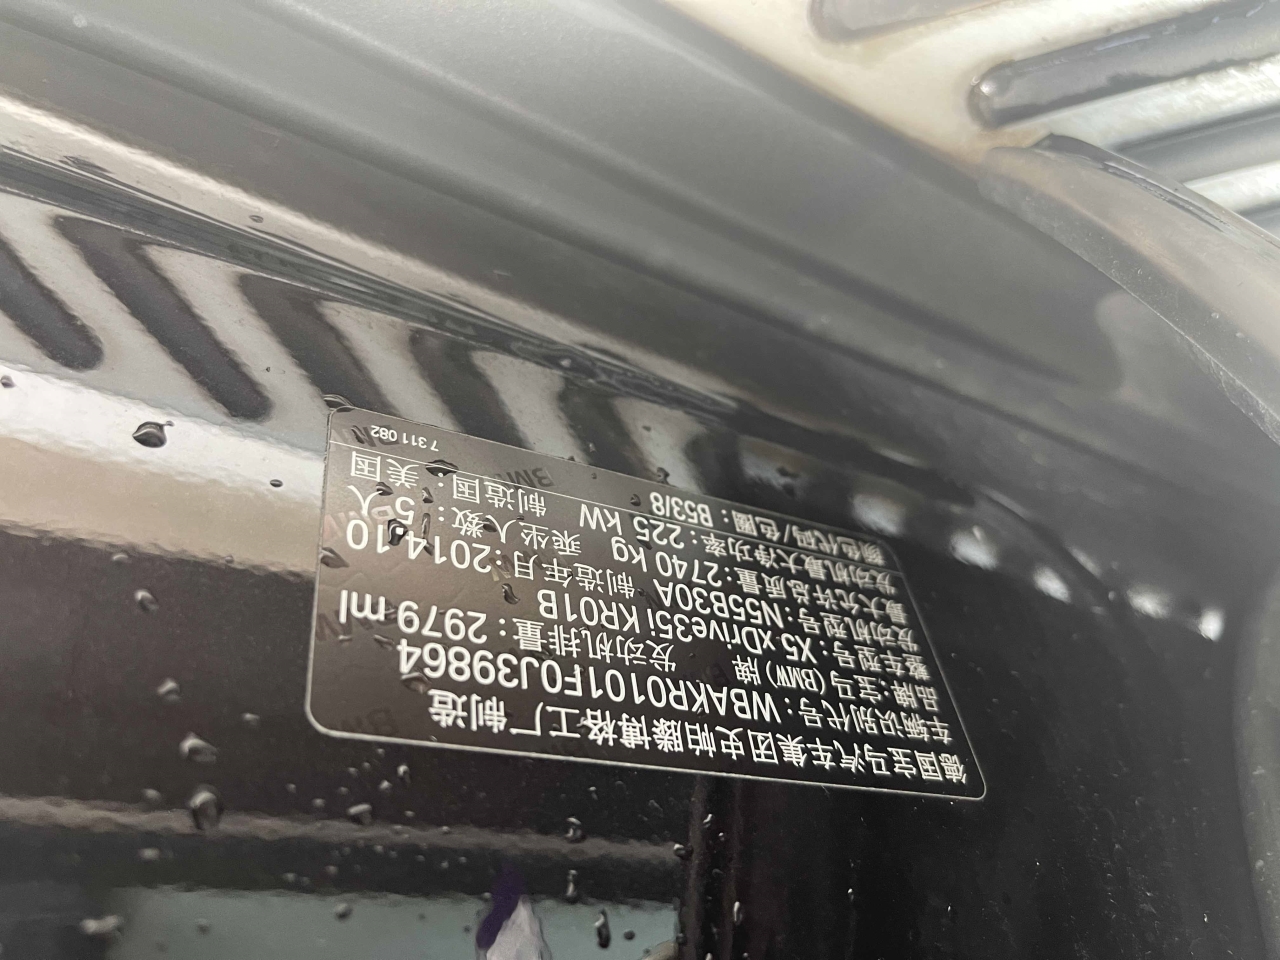 德国宝马汽车集团史帕滕博格工厂制造
车辆识别代号：WBAKR0101F0J39864
品牌：宝马(BMW)牌 发动机排量：2979 ml
整车型号：X5 xDrive35i KR01B
发动机型号：N55B30A 制造年月：2014.10
最大允许总质量：2740 kg 乘坐人数：5人
发动机最大净功率：225 kW 制造国：美国
颜色代码/色圈：B53/8
7 311 082